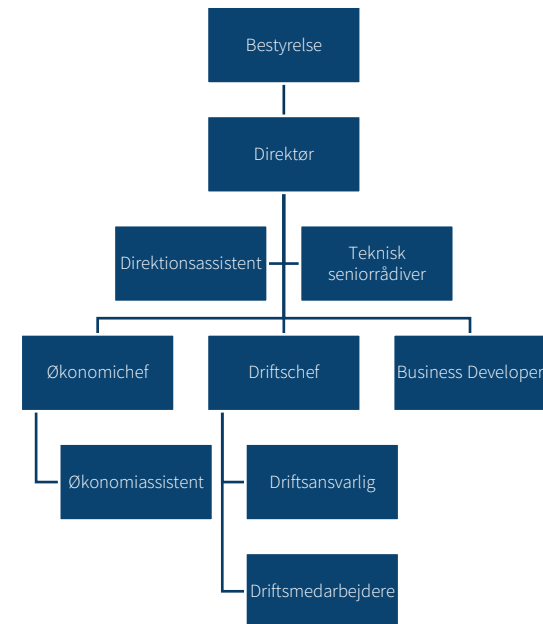 Bestyrelse
Direktør
Direktionsassistent
Teknisk
seniorrådiver
Økonomichef
Driftschef
Business Developer
Økonomiassistent
Driftsansvarlig
Driftsmedarbejdere